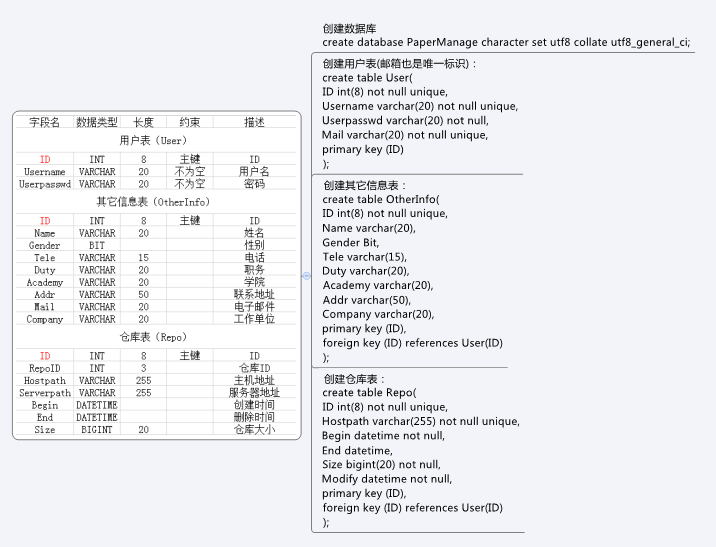 字段名 数据类型 长度 约束 描述
用户表（User）
ID INT 8 主键 ID
Username VARCHAR 20 不为空 用户名
Userpasswd VARCHAR 20 不为空 密码
其它信息表（OtherInfo）
ID INT 8 主键 ID
Name VARCHAR 20 姓名
Gender BIT 性别
Tele VARCHAR 15 电话
Duty VARCHAR 20 职务
Academy VARCHAR 20 学院
Addr VARCHAR 50 联系地址
Mail VARCHAR 20 电子邮件
Company VARCHAR 20 工作单位
仓库表（Repo）
ID INT 8 主键 ID
RepoID INT 3 仓库ID
Hostpath VARCHAR 255 主机地址
Serverpath VARCHAR 255 服务器地址
Begin DATETIME 创建时间
End DATETIME 删除时间
Size BIGINT 20 仓库大小
创建数据库
create database PaperManage character set utf8 collate utf8_general_ci;
创建用户表(邮箱也是唯一标识)：
create table User(
ID int(8) not null unique,
Username varchar(20) not null unique,
Userpasswd varchar(20) not null,
Mail varchar(20) not null unique,
primary key (ID)
);
创建其它信息表：
create table OtherInfo(
ID int(8) not null unique,
Name varchar(20),
Gender Bit,
Tele varchar(15),
Duty varchar(20),
Academy varchar(20),
Addr varchar(50),
Company varchar(20),
primary key (ID),
foreign key (ID) references User(ID)
);
创建仓库表：
create table Repo(
ID int(8) not null unique,
Hostpath varchar(255) not null unique,
Begin datetime not null,
End datetime,
Size bigint(20) not null,
Modify datetime not null,
primary key (ID),
foreign key (ID) references User(ID)
);